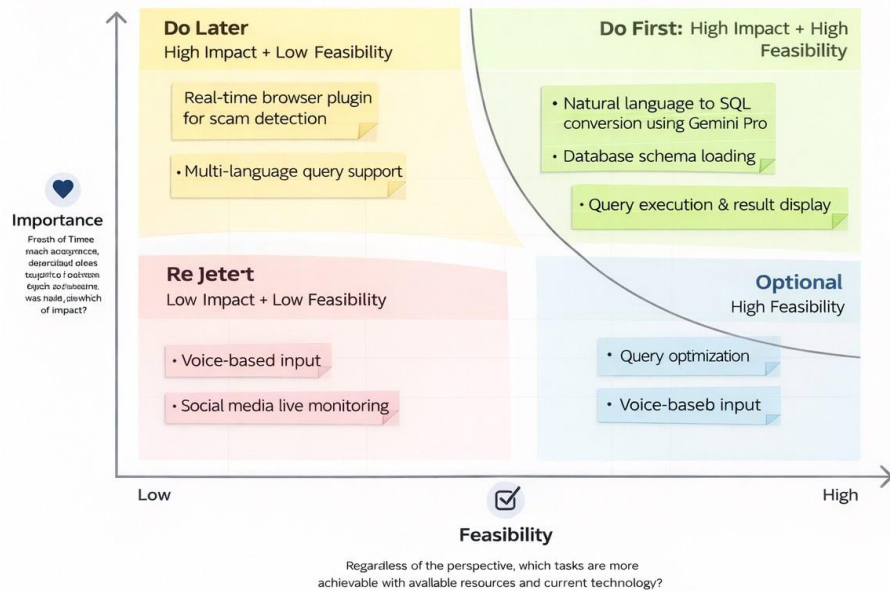 Do Later
High Impact + Low Feasibility
Real-time browser plugin
for scam detection
• Multi-language query support
Do First: High Impact + High
Feasibility
• Natural language to SQL
conversion using Gemini Pro
• Database schema loading
• Query execution & result display
Importance
of impact?
Re Jetert
Low Impact + Low Feasibility
• Voice-based input
• Social media live monitoring
Optional
High Feasibility
• Query optmization
• Voice-baseb input
Low
High
Feasibility
Regardless of the perspective, which tasks are more
achievable with available resources and current technology?